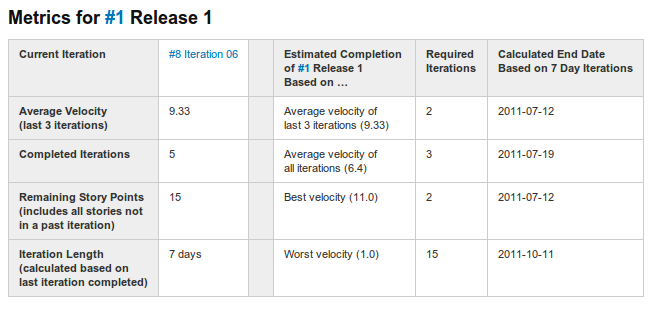 Metrics for #1 Release 1
Current Iteration
#8 Iteration 06
Estimated Completion
of #1 Release 1
Based on ...
Required
Iterations
Calculated End Date
Based on 7 Day Iterations
Average Velocity
(last 3 iterations)
9.33
Average velocity of
last 3 iterations (9.33)
2
2011-07-12
Completed Iterations
5
Average velocity of
all iterations (6.4)
3
2011-07-19
Remaining Story Points
(includes all stories not
in a past iteration)
15
Best velocity (11.0)
2
2011-07-12
Iteration Length
(calculated based on
last iteration completed)
7 days
Worst velocity (1.0)
15
2011-10-11